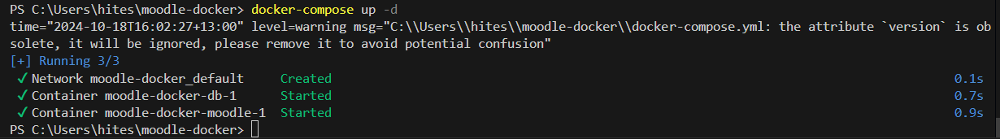 PS C:\Users\hites\moodle-docker> docker-compose up -d
time="2024-10-18T16:02:27+13:00" level=warning msg="C:\\Users\\hites\\moodle-docker\\docker-compose.yml: the attribute `version` is ob
solete, it will be ignored, please remove it to avoid potential confusion"
[+] Running 3/3
✔ Network moodle-docker_default Created 0.1s
✔ Container moodle-docker-db-1 Started 0.7s
✔ Container moodle-docker-moodle-1 Started 0.9s
PS C:\Users\hites\moodle-docker>